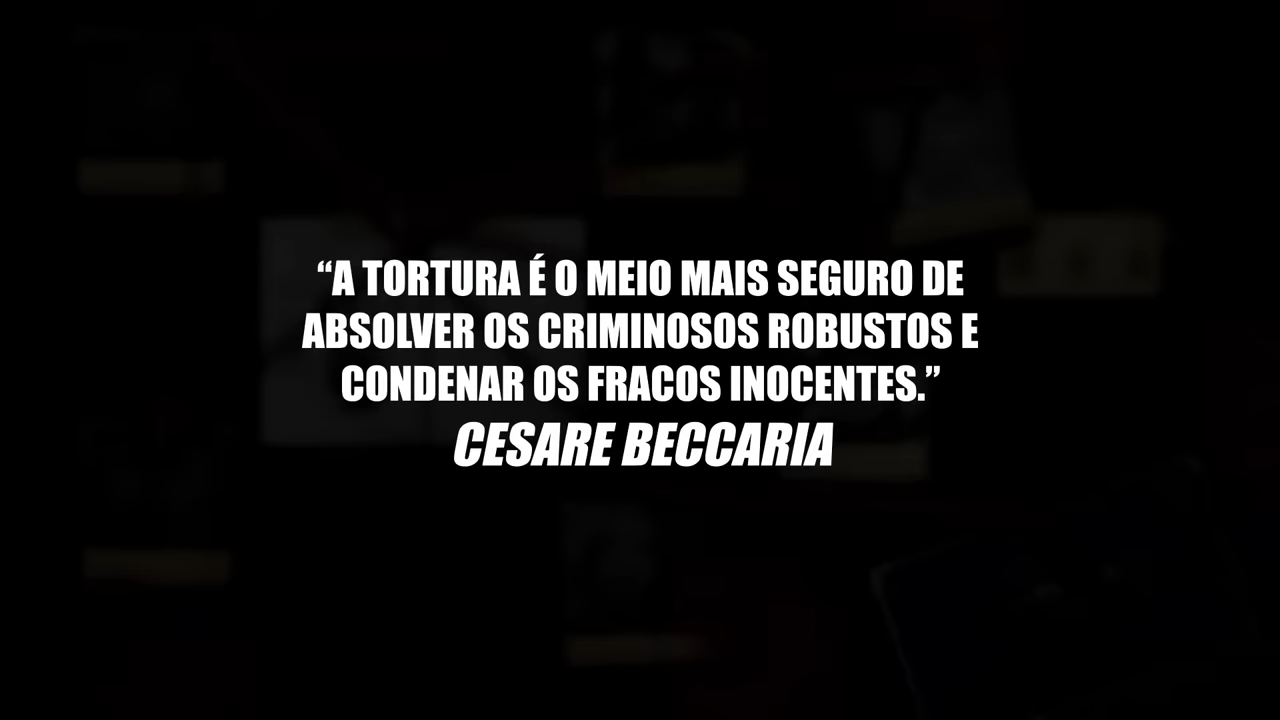 “A TORTURA É O MEIO MAIS SEGURO DE
ABSOLVER OS CRIMINOSOS ROBUSTOS E
CONDENAR OS FRACOS INOCENTES.”
CESARE BECCARIA